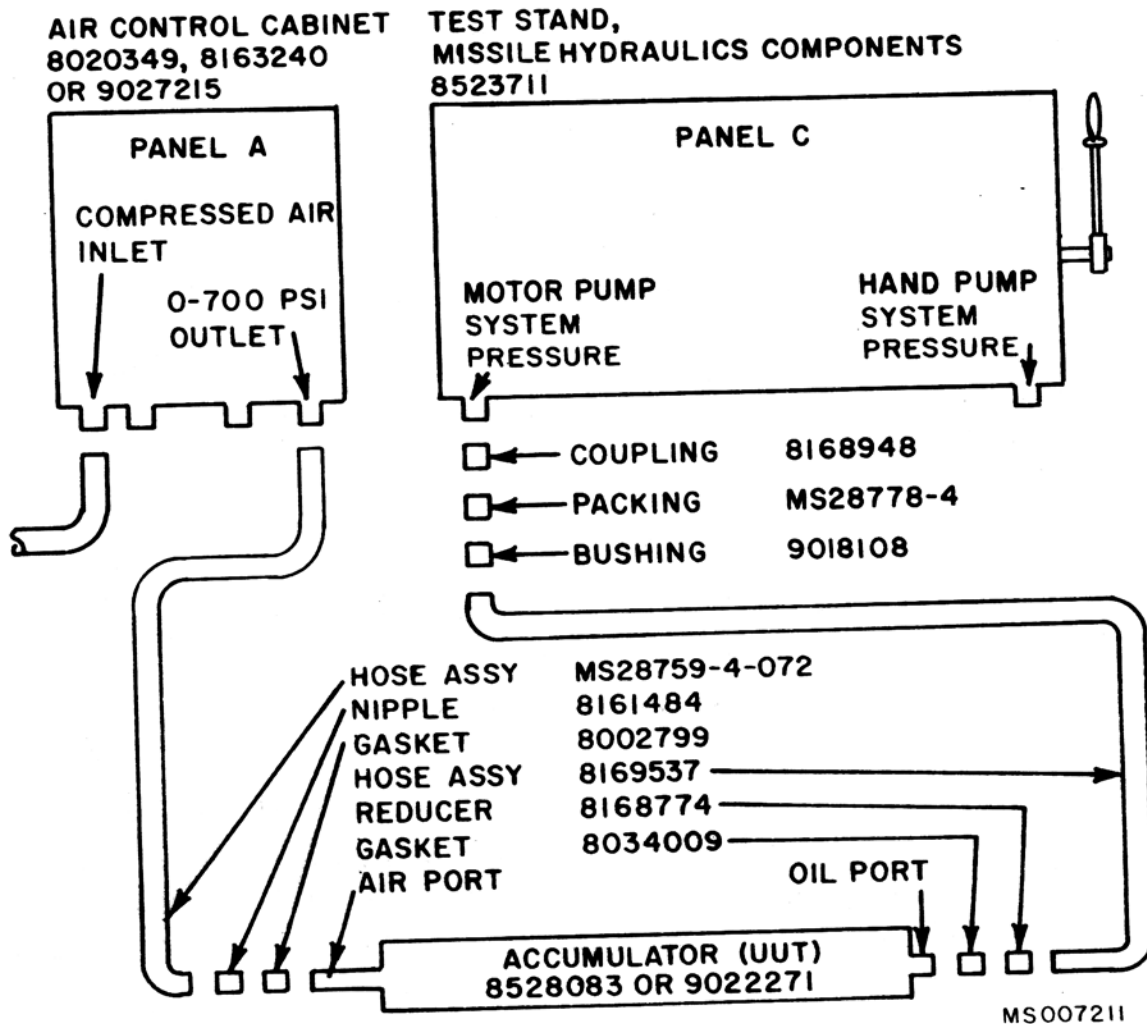 AIR CONTROL CABINET
8020349, 8163240
OR 9027215
TEST STAND,
MISSILE HYDRAULICS COMPONENTS
8523711
PANEL A
COMPRESSED AIR
INLET
0-700 PSI
OUTLET
PANEL C
MOTOR PUMP
SYSTEM
PRESSURE
HAND PUMP
SYSTEM
PRESSURE
COUPLING 8168948
PACKING MS28778-4
BUSHING 9018108
HOSE ASSY MS28759-4-072
NIPPLE 8161484
GASKET 8002799
HOSE ASSY 8169537
REDUCER 8168774
GASKET 8034009
AIR PORT
OIL PORT
ACCUMULATOR (UUT)
8528083 OR 9022271
MS007211